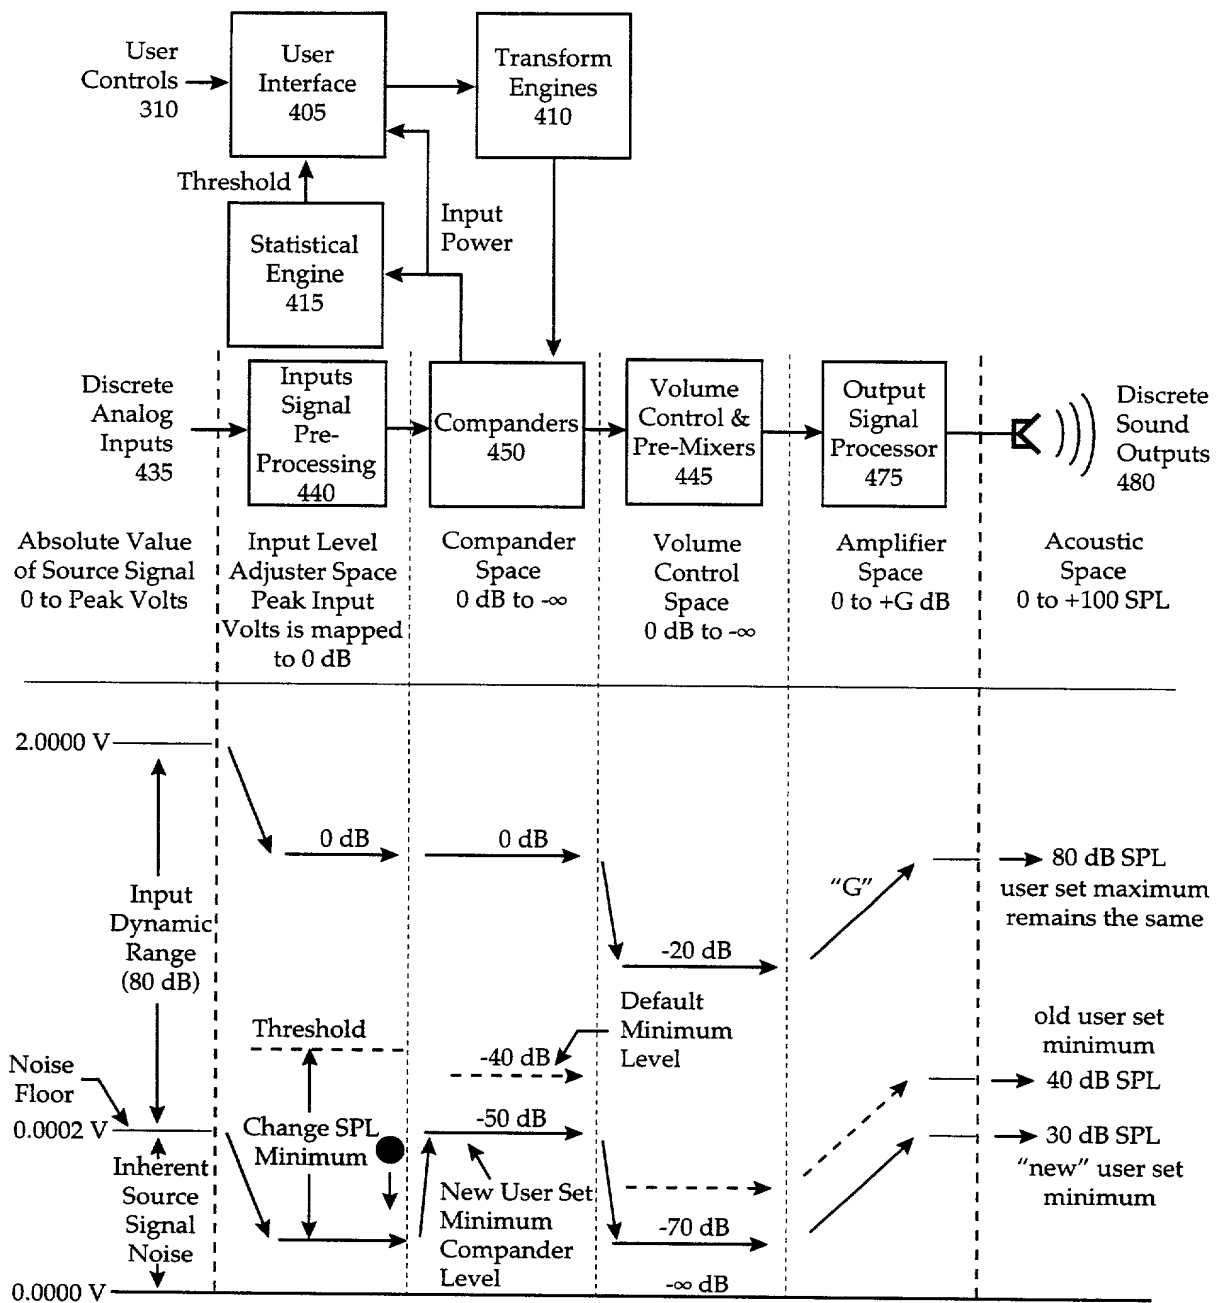 User
Controls
310
User
Interface
405
Transform
Engines
410
Threshold
Input
Power
Statistical
Engine
415
Discrete
Analog
Inputs
435
Inputs
Signal
Pre-
Processing
440
Companders
450
Volume
Control &
Pre-Mixers
445
Output
Signal
Processor
475
Discrete
Sound
Outputs
480
Absolute Value
of Source Signal
0 to Peak Volts
Input Level
Adjuster Space
Peak Input
Volts is mapped
to 0 dB
Compander
Space
0 dB to -∞
Volume
Control
Space
0 dB to -∞
Amplifier
Space
0 to +G dB
Acoustic
Space
0 to +100 SPL
2.0000 V
Input
Dynamic
Range
(80 dB)
Noise
Floor
0.0002 V
Inherent
Source
Signal
Noise
0.0000 V
0 dB
Threshold
Change SPL
Minimum
0 dB
-40 dB
-50 dB
New User Set
Minimum
Compander
Level
-20 dB
Default
Minimum
Level
-70 dB
-∞ dB
"G"
80 dB SPL
user set maximum
remains the same
old user set
minimum
40 dB SPL
30 dB SPL
"new" user set
minimum